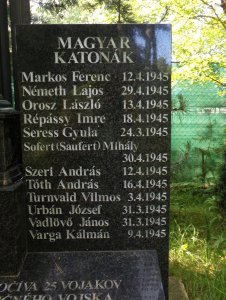 MAGYAR
KATONÁK
Markos Ferenc 12.4.1945
Németh Lajos 29.4.1945
Orosz László 13.4.1945
Répássy Imre 18.4.1945
Seress Gyula 24.3.1945
Sofert (Saufert) Mihály
30.4.1945
Szeri András 12.4.1945
Tóth András 16.4.1945
Turnvald Vilmos 3.4.1945
Urbán József 31.3.1945
Vadlövő János 31.3.1945
Varga Kálmán 9.4.1945
OČÍVA 25 VOJAKOV
VOJSKA